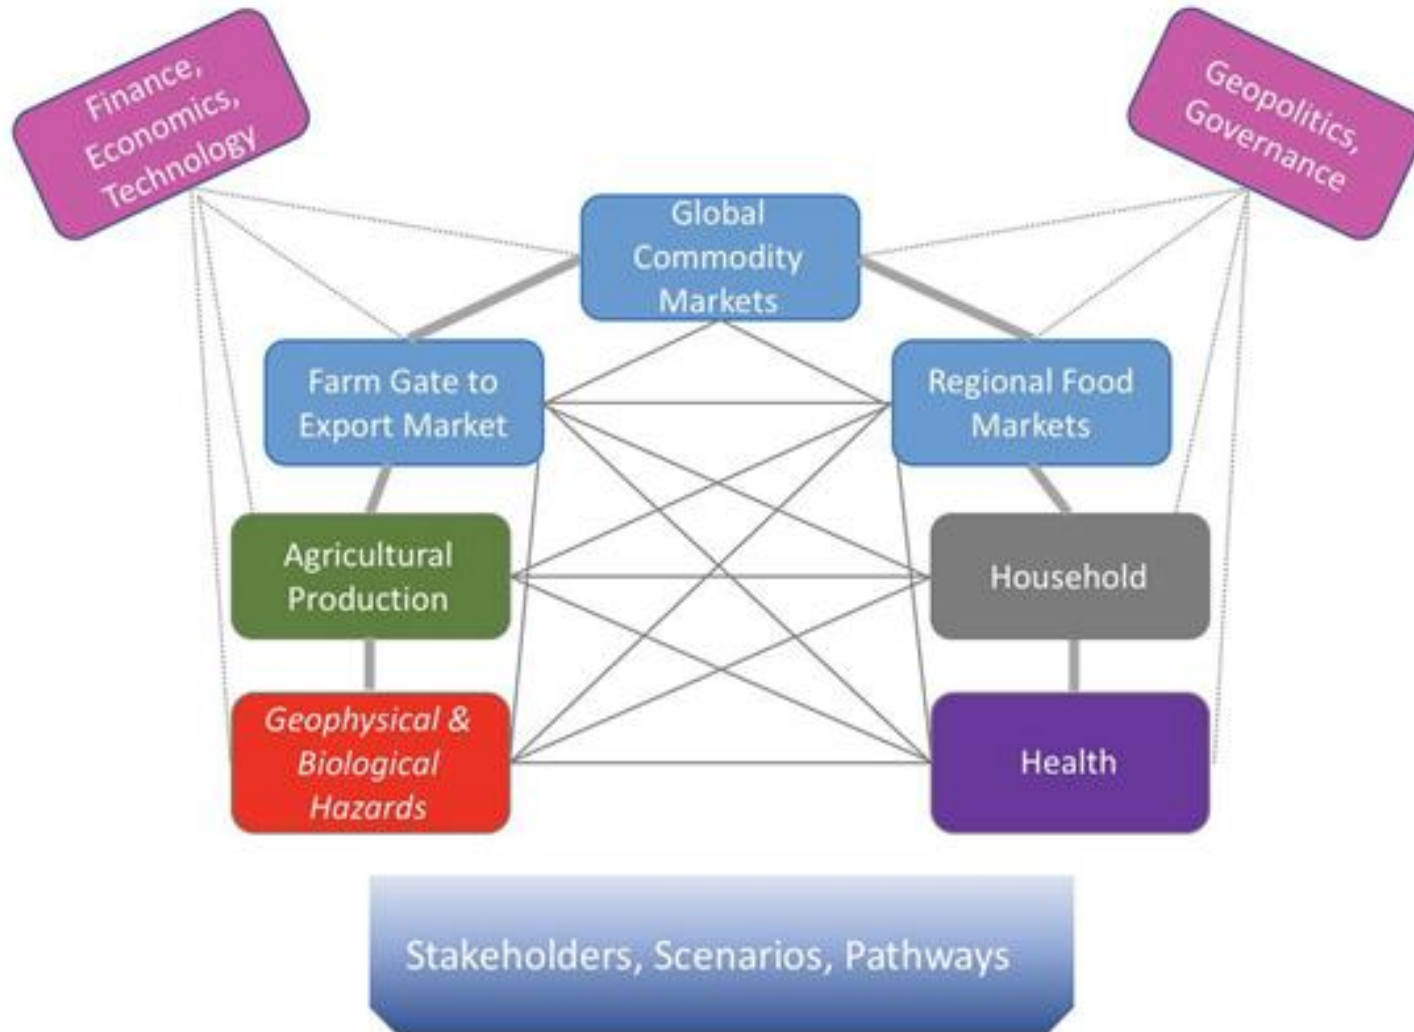 Finance,
Economics,
Technology
Geopolitics,
Governance
Global
Commodity
Markets
Farm Gate to
Export Market
Regional Food
Markets
Agricultural
Production
Household
Geophysical &
Biological
Hazards
Health
Stakeholders, Scenarios, Pathways